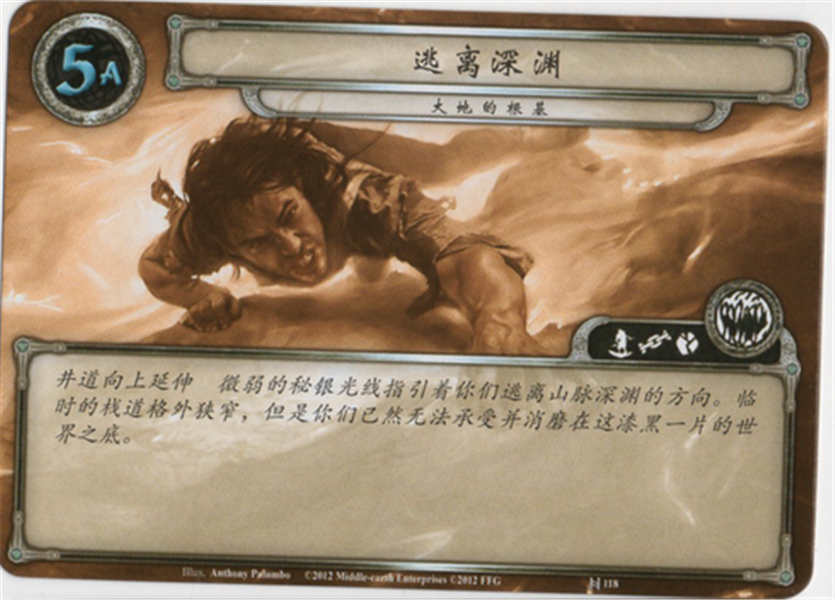 5A
逃离深渊
大地的根基
井道向上延伸 微弱的秘银光线指引着你们逃离山脉深渊的方向。临
时的栈道格外狭窄，但是你们已然无法承受并消磨在这漆黑一片的世
界之底。
Illus. Anthony Palumbo ©2012 Middle-earth Enterprises ©2012 FFG
118